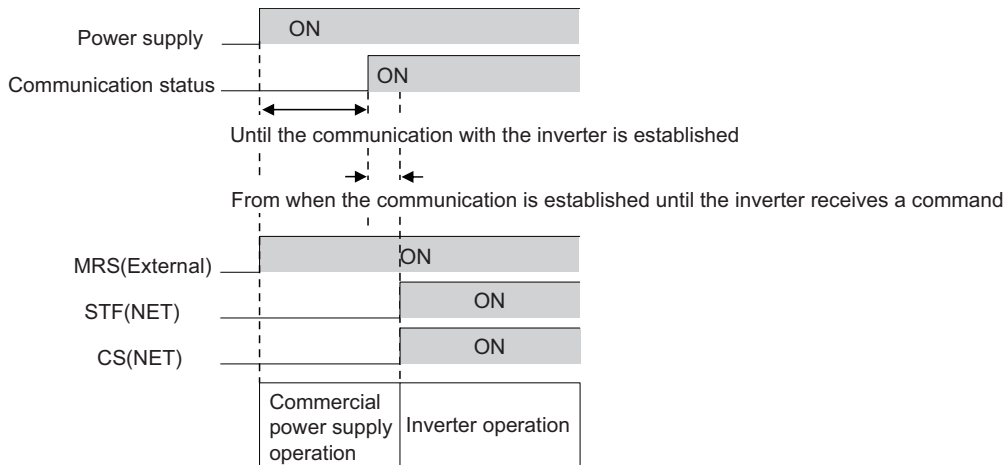 Power supply
ON
Communication status
ON
Until the communication with the inverter is established
From when the communication is established until the inverter receives a command
MRS(External)
ON
STF(NET)
ON
CS(NET)
ON
Commercial
power supply
operation
Inverter operation